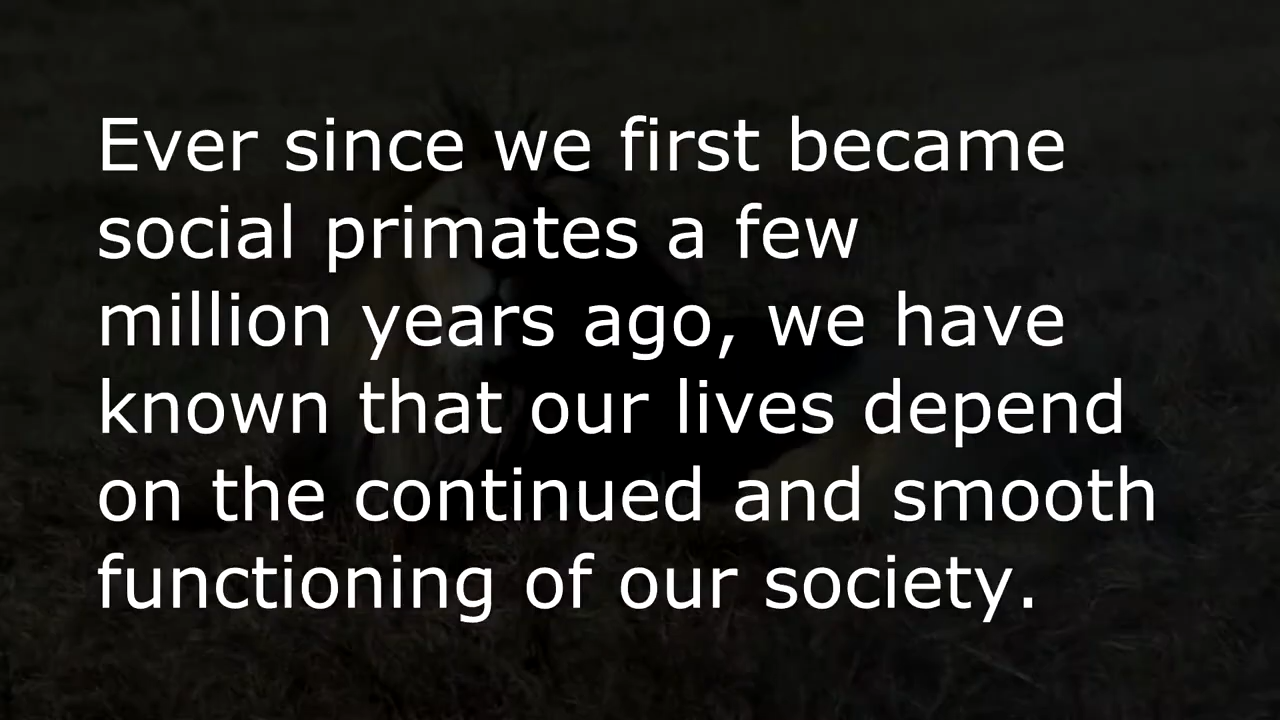 Ever since we first became
social primates a few
million years ago, we have
known that our lives depend
on the continued and smooth
functioning of our society.